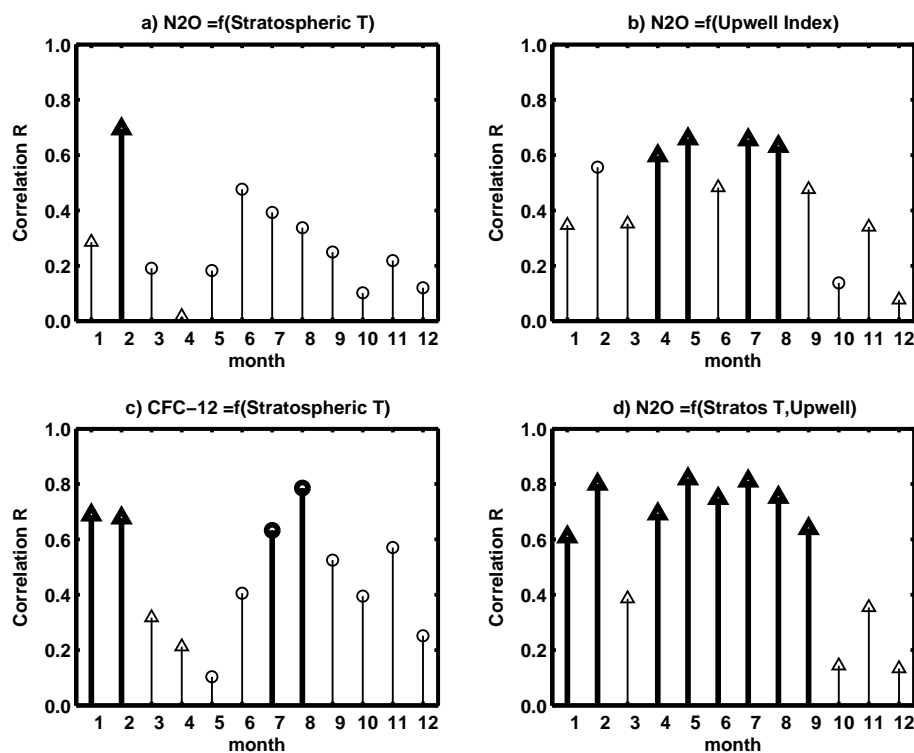 a) N2O =f(Stratospheric T)
1.0
0.8
0.6
0.4
0.2
0.0
Correlation R
1 2 3 4 5 6 7 8 9 10 11 12
month
b) N2O =f(Upwell Index)
1.0
0.8
0.6
0.4
0.2
0.0
Correlation R
1 2 3 4 5 6 7 8 9 10 11 12
month
c) CFC−12 =f(Stratospheric T)
1.0
0.8
0.6
0.4
0.2
0.0
Correlation R
1 2 3 4 5 6 7 8 9 10 11 12
month
d) N2O =f(Stratos T,Upwell)
1.0
0.8
0.6
0.4
0.2
0.0
Correlation R
1 2 3 4 5 6 7 8 9 10 11 12
month